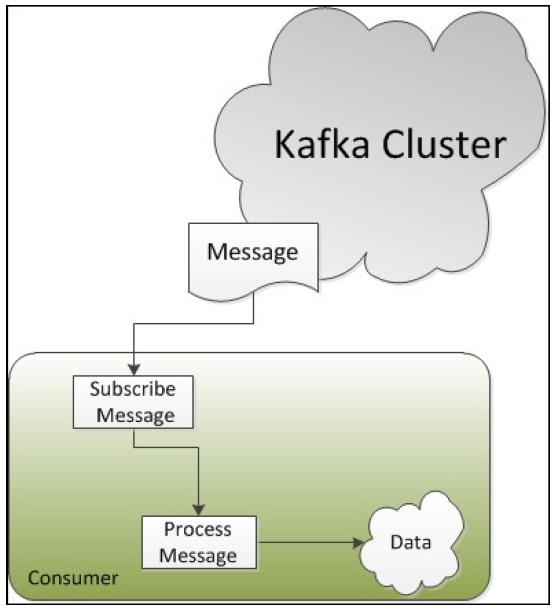 Kafka Cluster
Message
Subscribe
Message
Process
Message
Data
Consumer